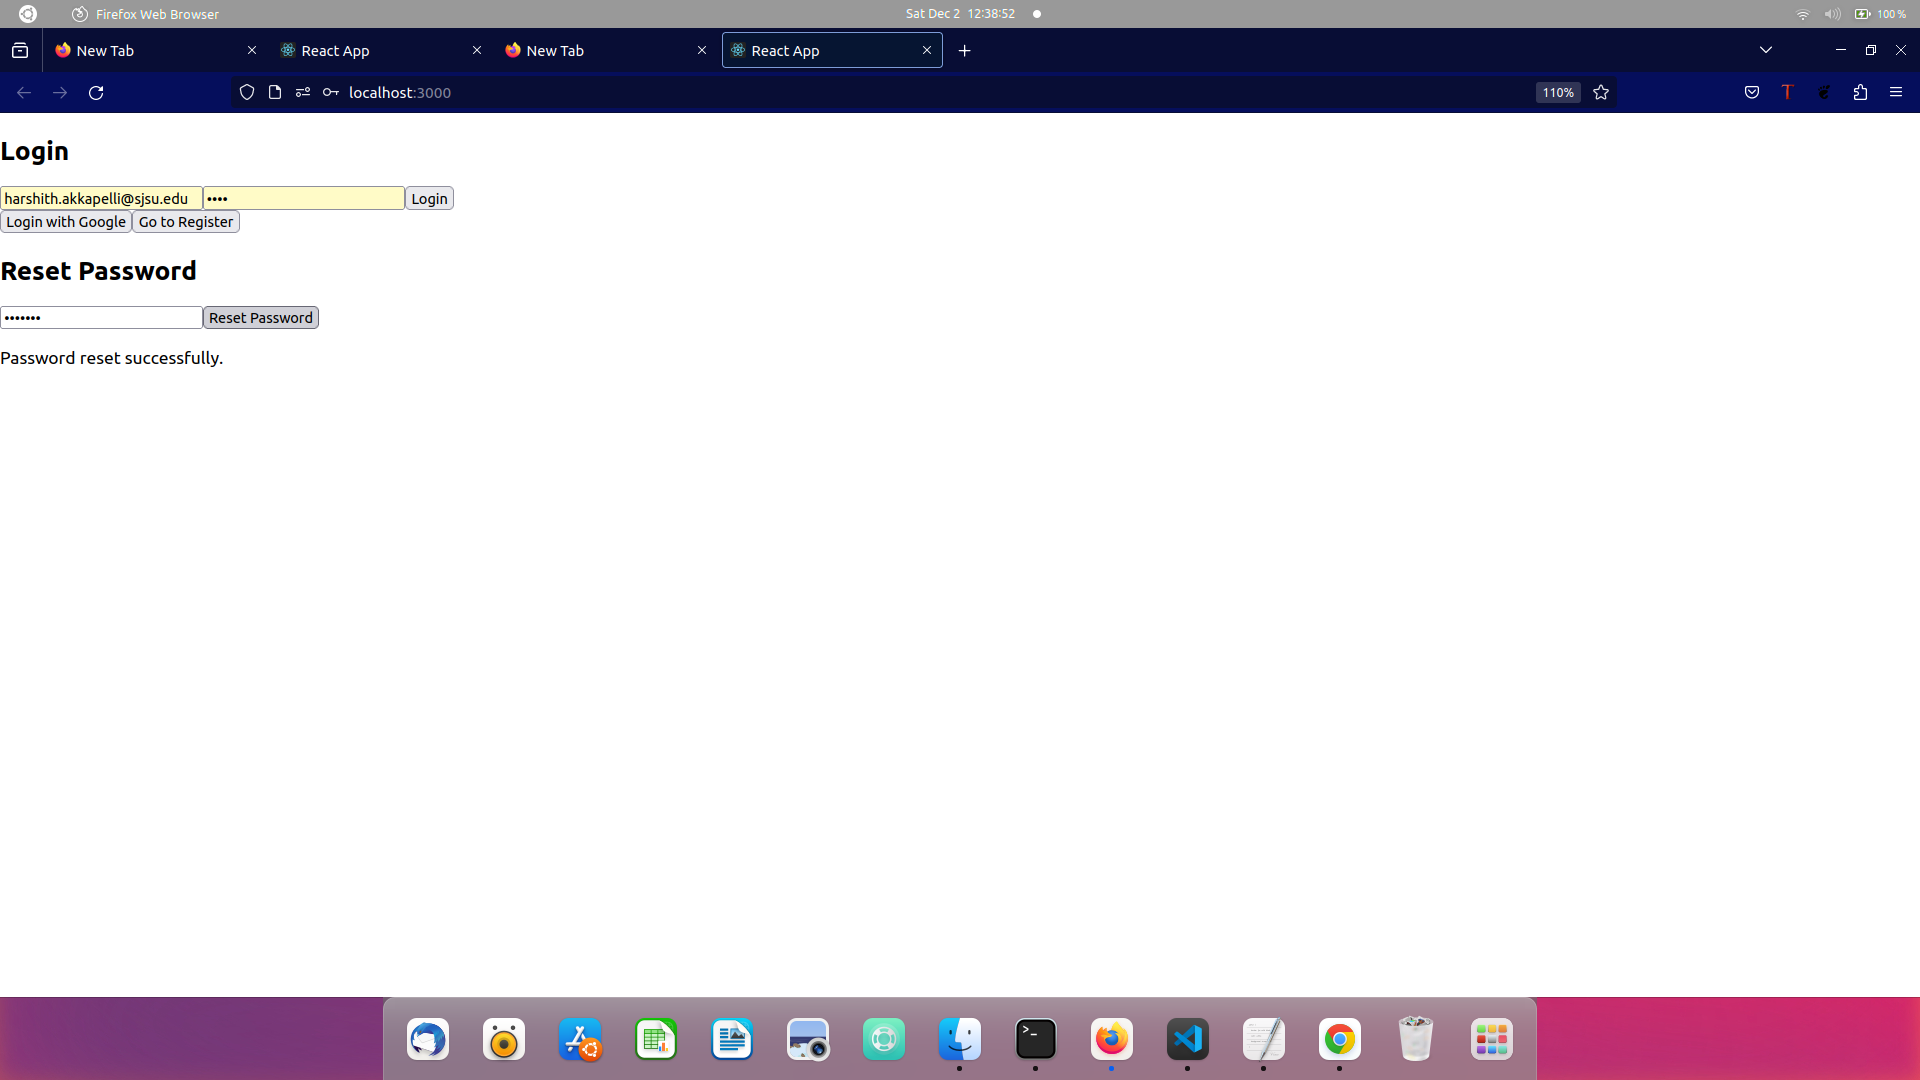 Firefox Web Browser
Sat Dec 2 12:38:52
100 %
New Tab
React App
New Tab
React App
localhost:3000
110%
T
Login
harshith.akkapelli@sjsu.edu
••••
Login
Login with Google
Go to Register
Reset Password
•••••••
Reset Password
Password reset successfully.
>_